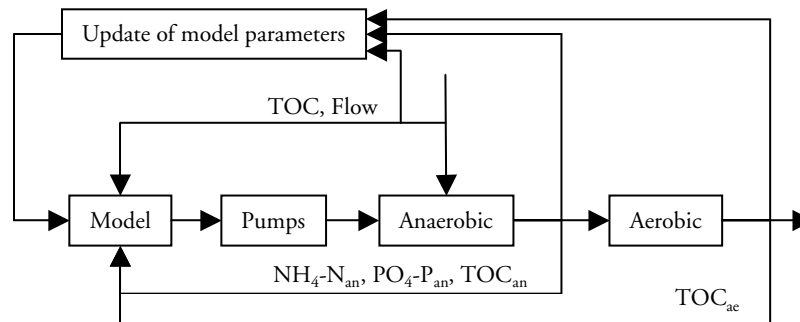 Update of model parameters
TOC, Flow
Model
Pumps
Anaerobic
Aerobic
NH₄-Nₐₙ, PO₄-Pₐₙ, TOCₐₙ
TOCₐₑ